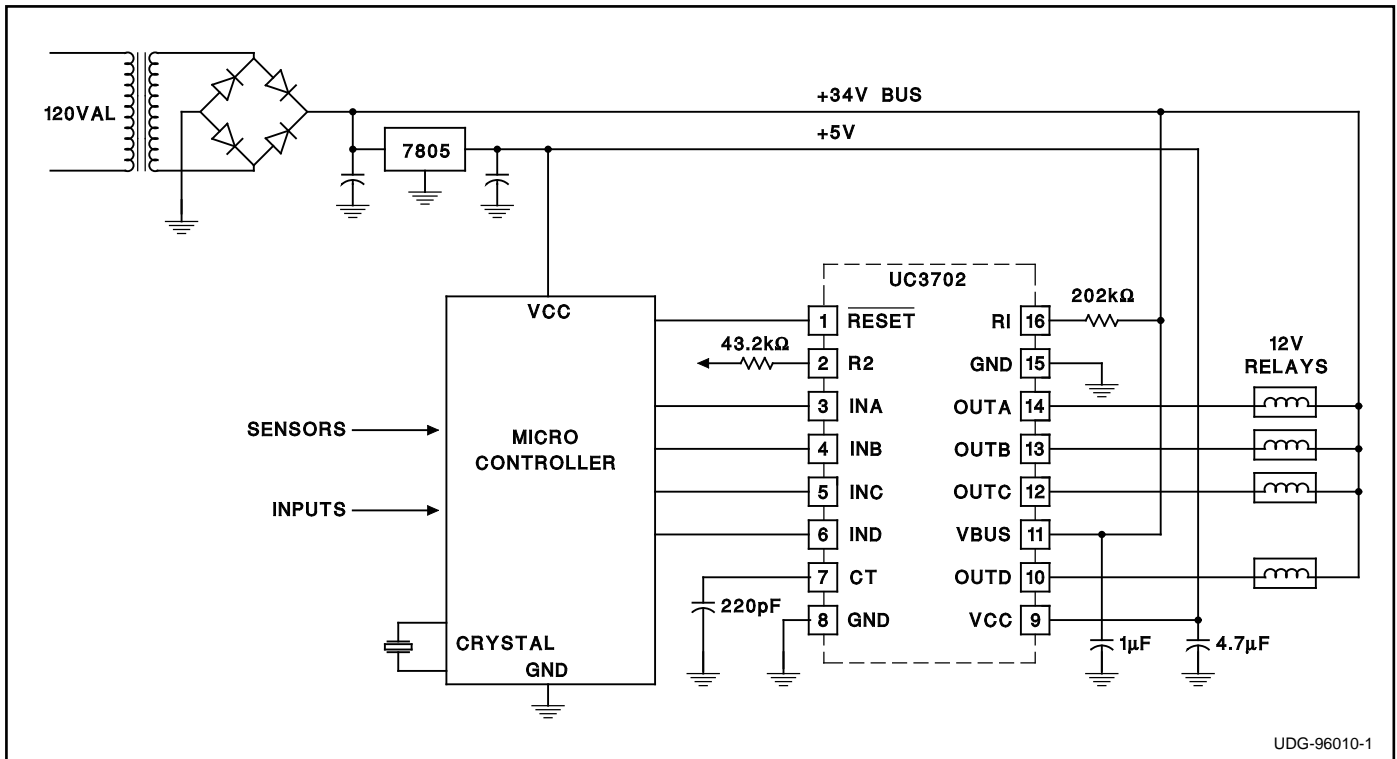 120VAL
+34V BUS
+5V
7805
UC3702
VCC
1 RESET
RI 16
202kΩ
43.2kΩ
2 R2
GND 15
12V
RELAYS
3 INA
OUTA 14
SENSORS
MICRO
CONTROLLER
4 INB
OUTB 13
5 INC
OUTC 12
INPUTS
6 IND
VBUS 11
7 CT
OUTD 10
220pF
8 GND
VCC 9
CRYSTAL
GND
1µF
4.7µF
UDG-96010-1